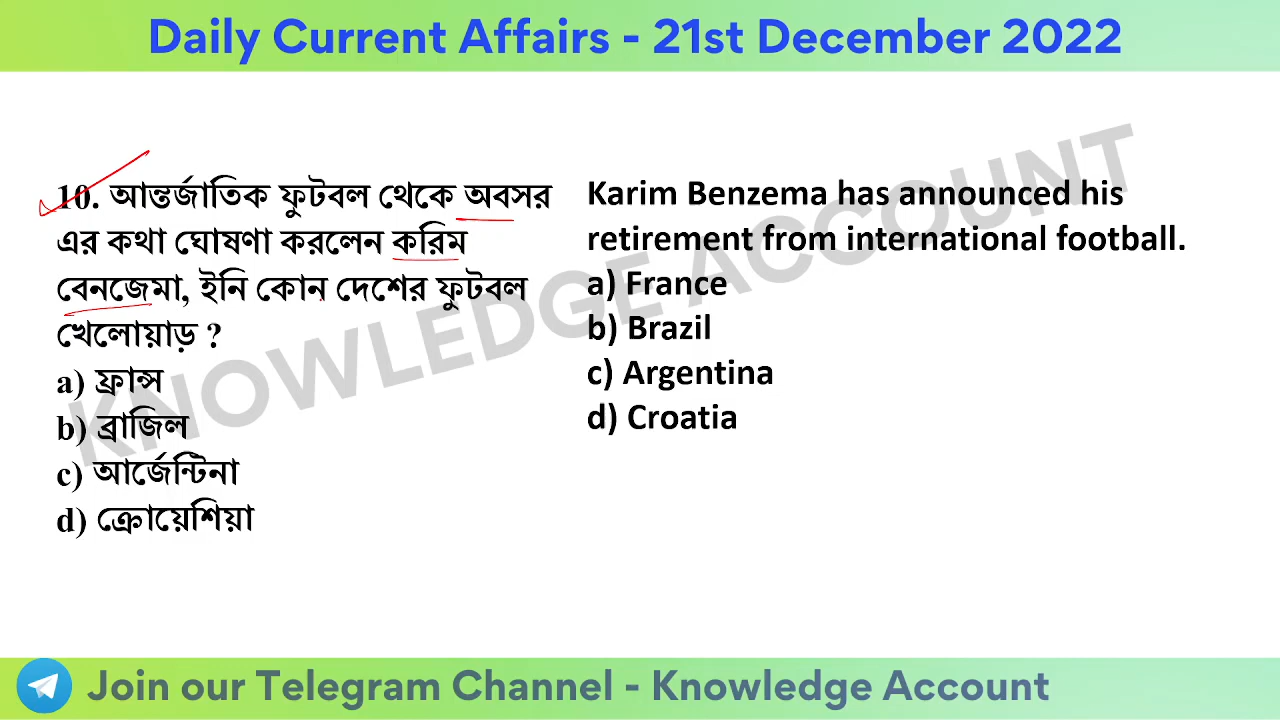 Daily Current Affairs - 21st December 2022
10. আন্তর্জাতিক ফুটবল থেকে অবসর
এর কথা ঘোষণা করলেন করিম
বেনজেমা, ইনি কোন দেশের ফুটবল
খেলোয়াড় ?
a) ফ্রান্স
b) ব্রাজিল
c) আর্জেন্টিনা
d) ক্রোয়েশিয়া
Karim Benzema has announced his
retirement from international football.
a) France
b) Brazil
c) Argentina
d) Croatia
KNOWLEDGE ACCOUNT
Join our Telegram Channel - Knowledge Account